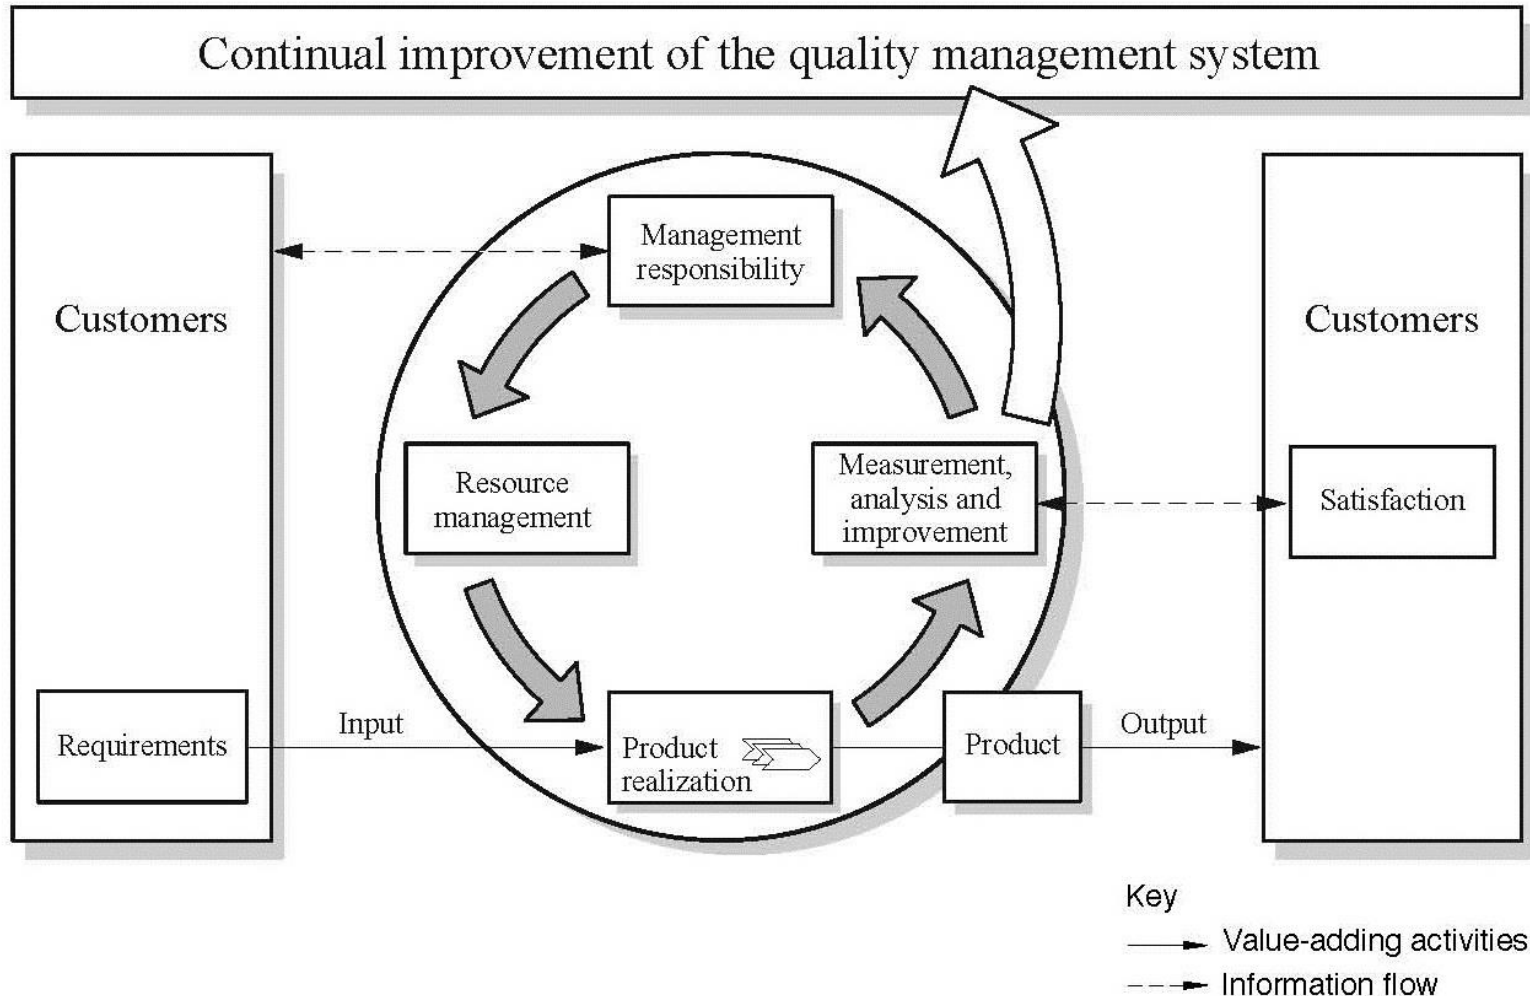 Continual improvement of the quality management system
Management
responsibility
Customers
Customers
Resource
management
Measurement,
analysis and
improvement
Satisfaction
Requirements
Input
Product
realization
Product
Output
Key
Value-adding activities
Information flow